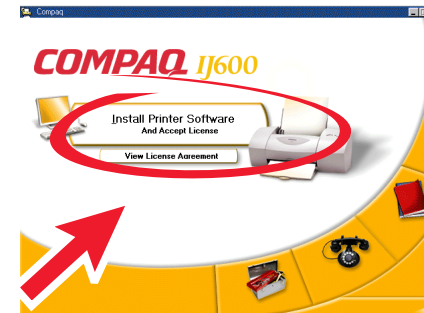 Compaq
COMPAQ IJ600
Install Printer Software
And Accept License
View License Agreement